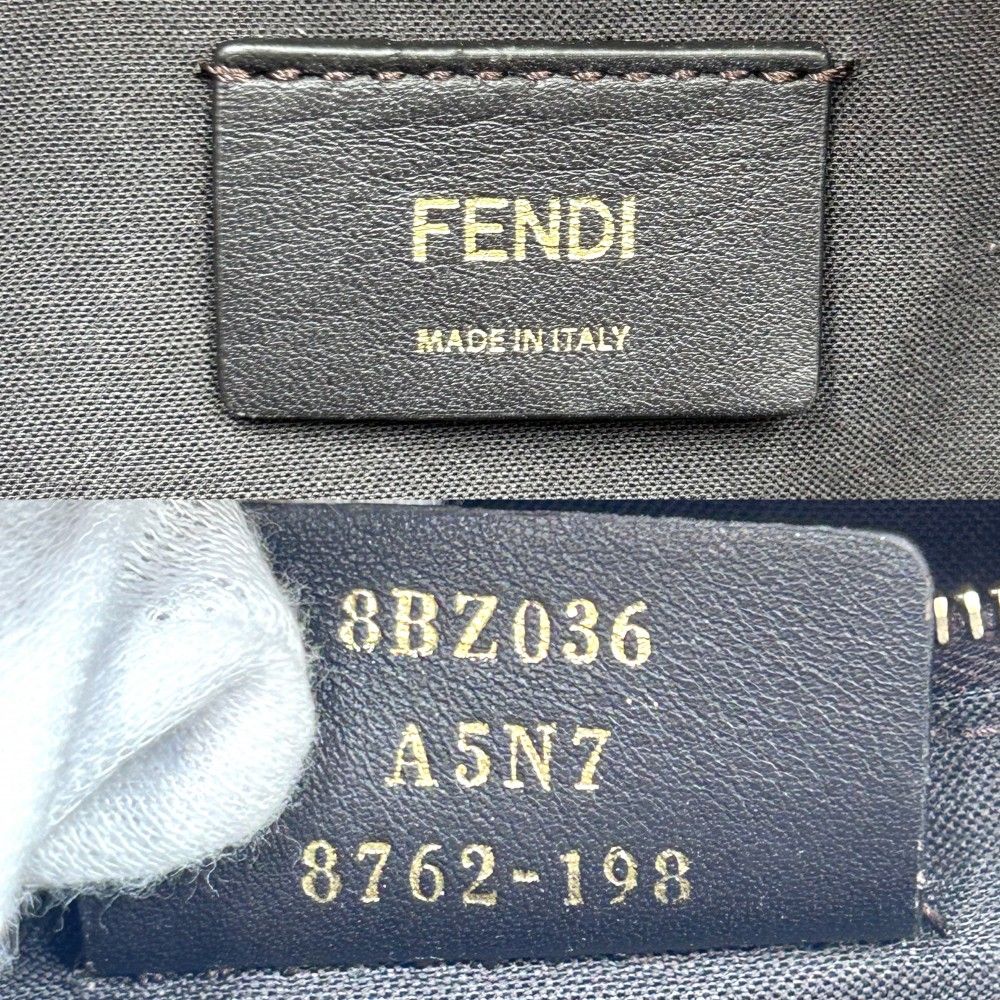 FENDI
MADE IN ITALY
8BZ036
A5N7
8762-198